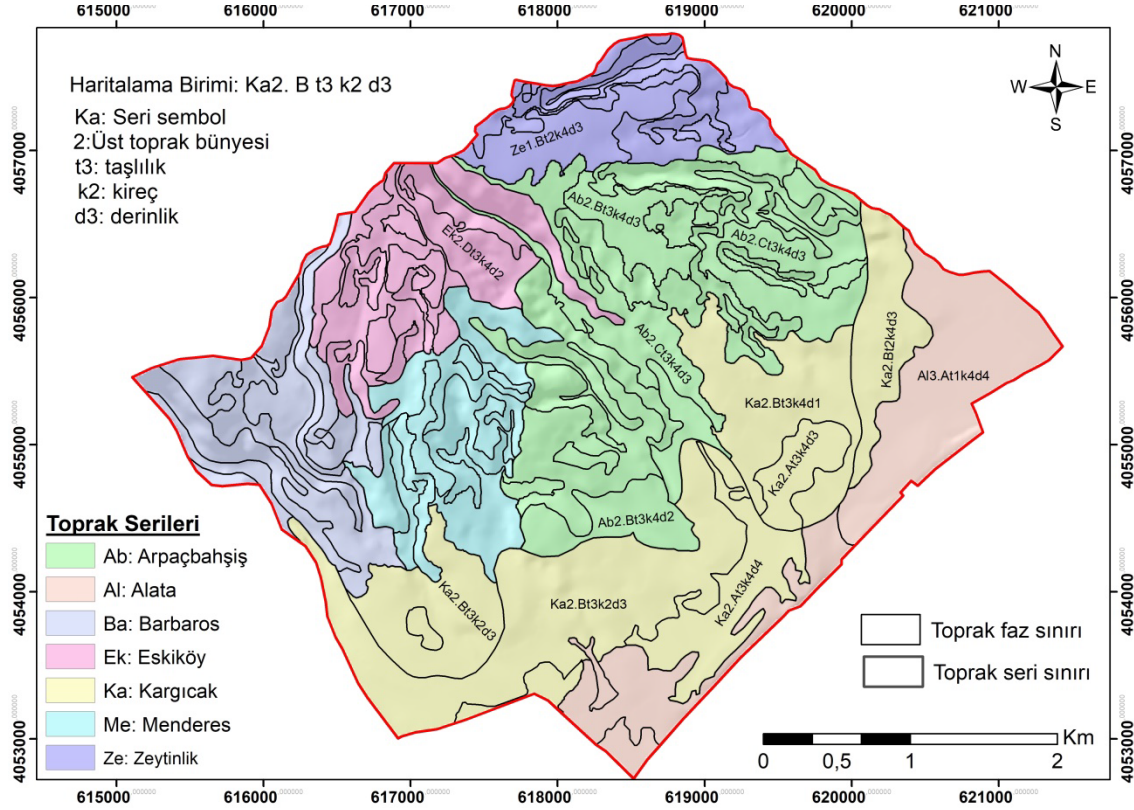 615000 616000 617000 618000 619000 620000 621000
Haritalama Birimi: Ka2. B t3 k2 d3
Ka: Seri sembol
2:Üst toprak bünyesi
t3: taşlılık
k2: kireç
d3: derinlik
N
W E
S
4057000 4057000
4056000 4056000
4055000 4055000
4054000 4054000
4053000 4053000
Ze1.Bt2k4d3
Ab2.Bt3k4d3
Ab2.Ct3k4d3
Ek2.Dt3k4d2
Ab2.Ct3k4d3
Ka2.Bt2k4d3
Al3.At1k4d4
Ka2.Bt3k4d1
Ka2.At3k4d3
Ab2.Bt3k4d2
Ka2.Bt3k2d3
Ka2.Bt3k2d3
Ka2.At3k4d4
Toprak Serileri
Ab: Arpaçbahşiş
Al: Alata
Ba: Barbaros
Ek: Eskiköy
Ka: Kargıcak
Me: Menderes
Ze: Zeytinlik
Toprak faz sınırı
Toprak seri sınırı
Km
0 0,5 1 2
615000 616000 617000 618000 619000 620000 621000